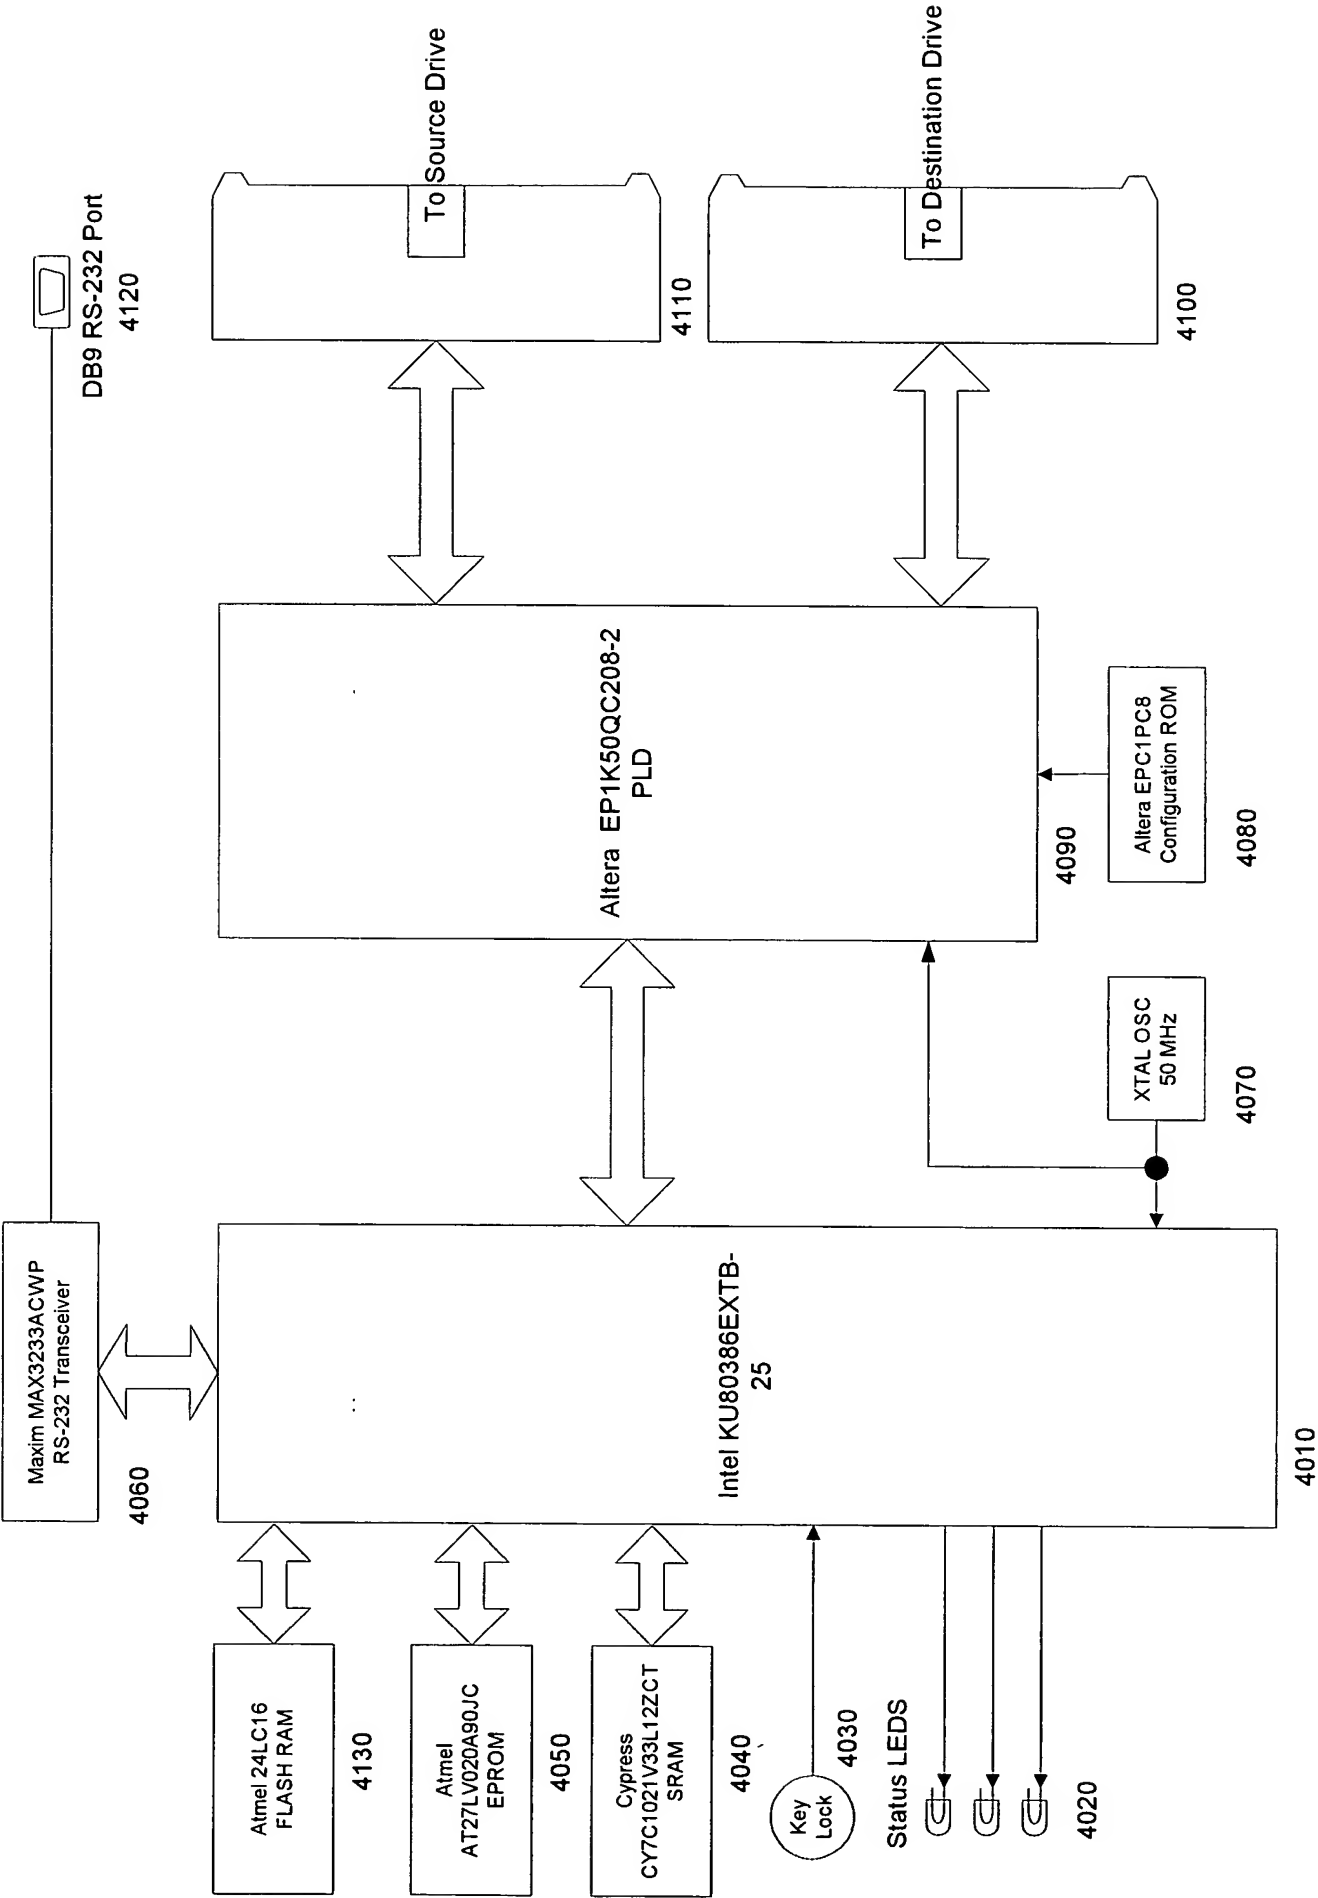 Maxim MAX3233ACWP
RS-232 Transceiver
4060
DB9 RS-232 Port
4120
Atmel 24LC16
FLASH RAM
4130
Atmel
AT27LV020A90JC
EPROM
4050
Cypress
CY7C1021V33L12ZCT
SRAM
4040
Key
Lock
4030
Status LEDS
4020
Intel KU80386EXTB-
25
4010
XTAL OSC
50 MHz
4070
Altera EP1K50QC208-2
PLD
4090
Altera EPC1PC8
Configuration ROM
4080
To Source Drive
4110
To Destination Drive
4100